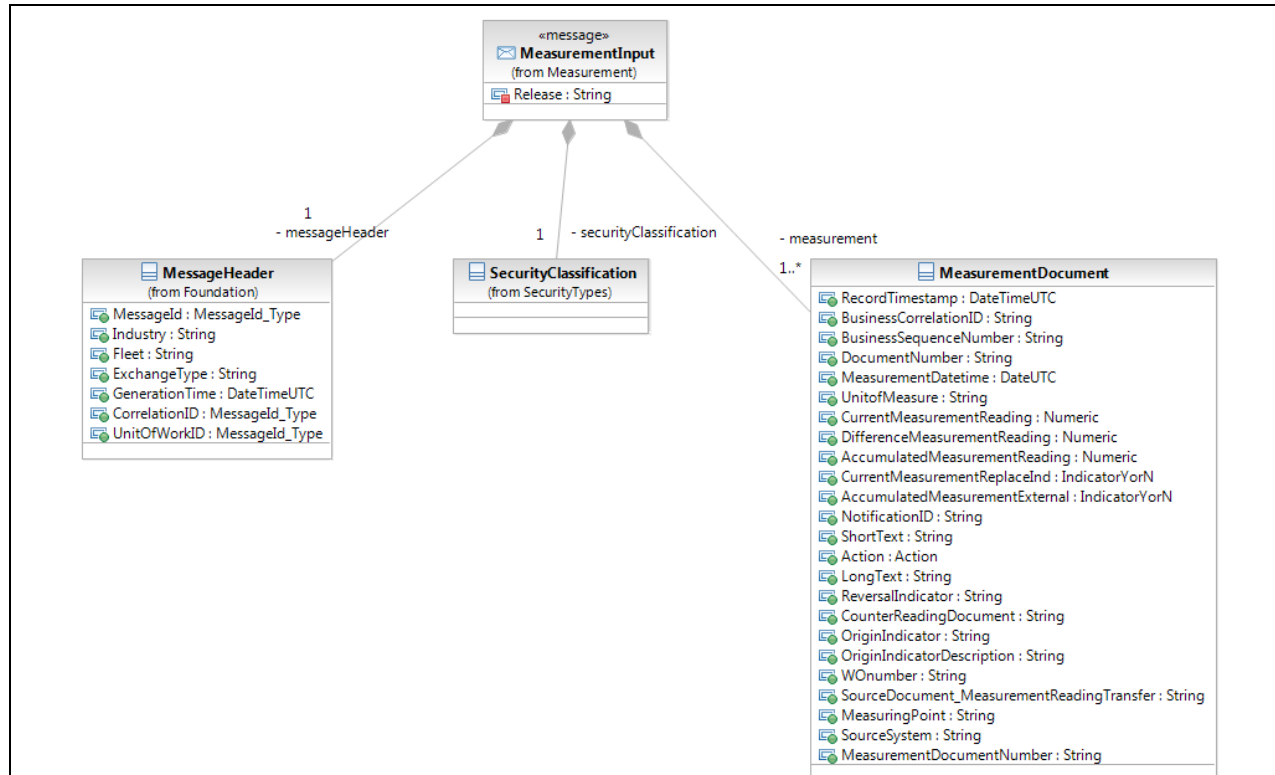 «message»
MeasurementInput
(from Measurement)
Release : String
1
- messageHeader
1
- securityClassification
- measurement
1..*
MessageHeader
(from Foundation)
MessageId : MessageId_Type
Industry : String
Fleet : String
ExchangeType : String
GenerationTime : DateTimeUTC
CorrelationID : MessageId_Type
UnitOfWorkID : MessageId_Type
SecurityClassification
(from SecurityTypes)
MeasurementDocument
RecordTimestamp : DateTimeUTC
BusinessCorrelationID : String
BusinessSequenceNumber : String
DocumentNumber : String
MeasurementDatetime : DateUTC
UnitofMeasure : String
CurrentMeasurementReading : Numeric
DifferenceMeasurementReading : Numeric
AccumulatedMeasurementReading : Numeric
CurrentMeasurementReplaceInd : IndicatorYorN
AccumulatedMeasurementExternal : IndicatorYorN
NotificationID : String
ShortText : String
Action : Action
LongText : String
ReversalIndicator : String
CounterReadingDocument : String
OriginIndicator : String
OriginIndicatorDescription : String
WOnumber : String
SourceDocument_MeasurementReadingTransfer : String
MeasuringPoint : String
SourceSystem : String
MeasurementDocumentNumber : String